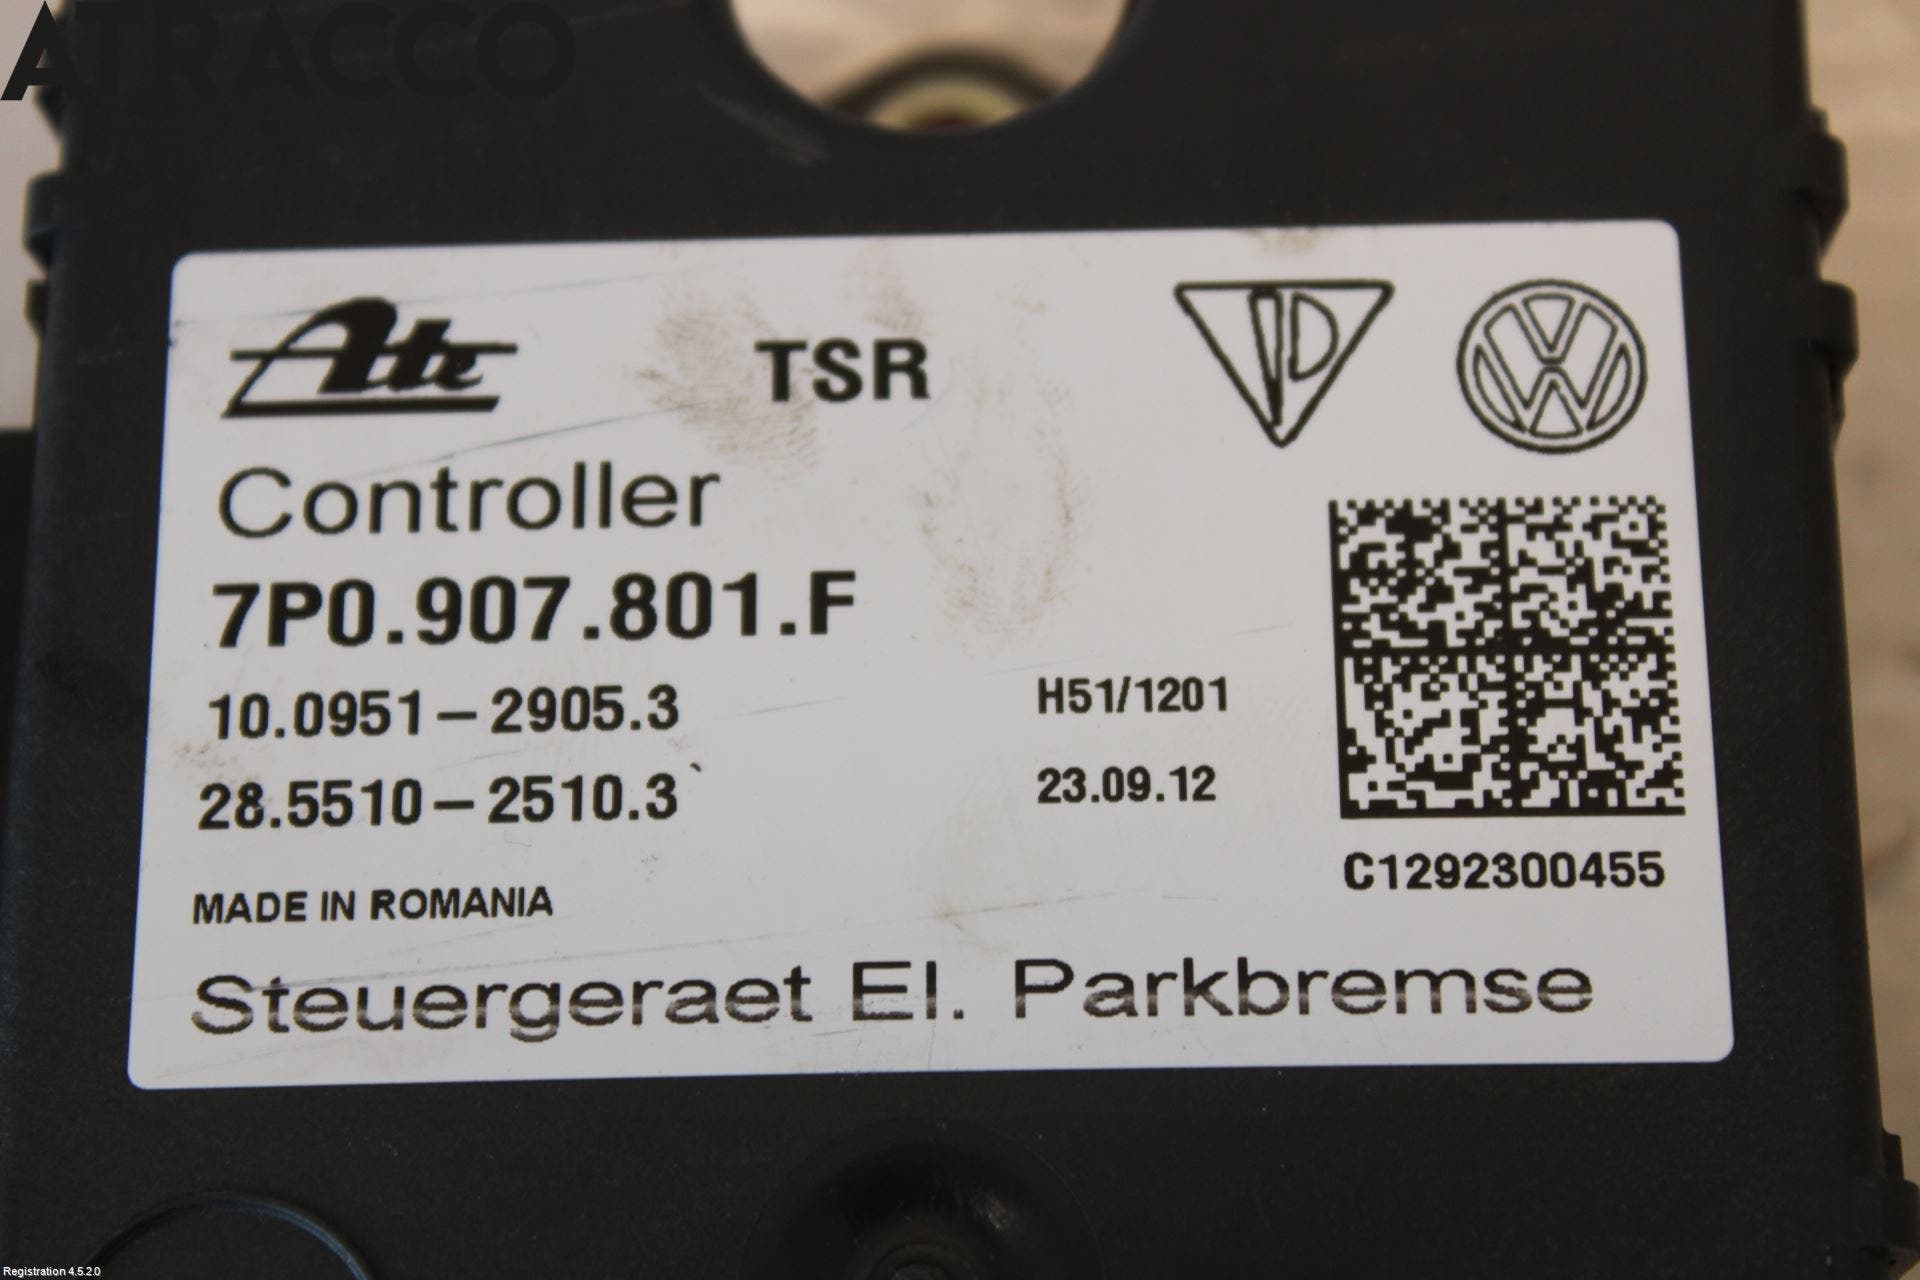 ATRACCO
Ate TSR
Controller
7P0.907.801.F
10.0951-2905.3 H51/1201
28.5510-2510.3 23.09.12
C1292300455
MADE IN ROMANIA
Steuergeraet El. Parkbremse
Registration 4.5.2.0